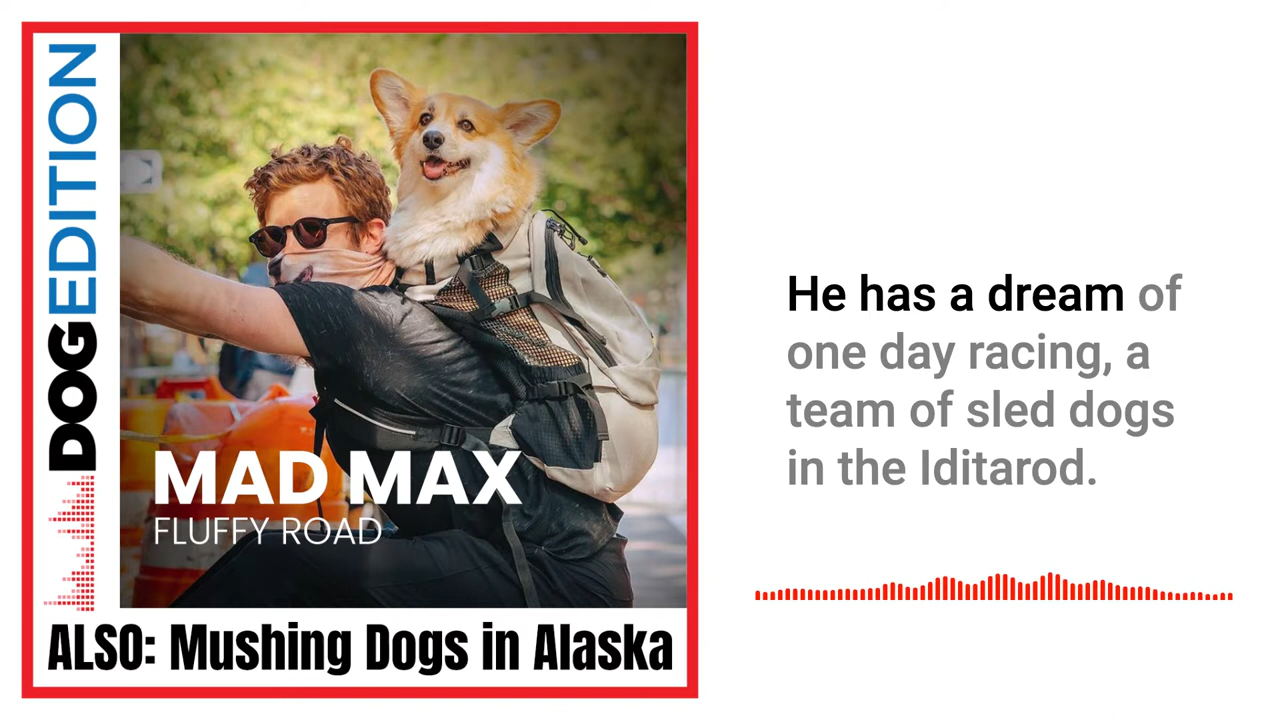 DOGEDITION
MAD MAX
FLUFFY ROAD
ALSO: Mushing Dogs in Alaska
He has a dream of
one day racing, a
team of sled dogs
in the Iditarod.